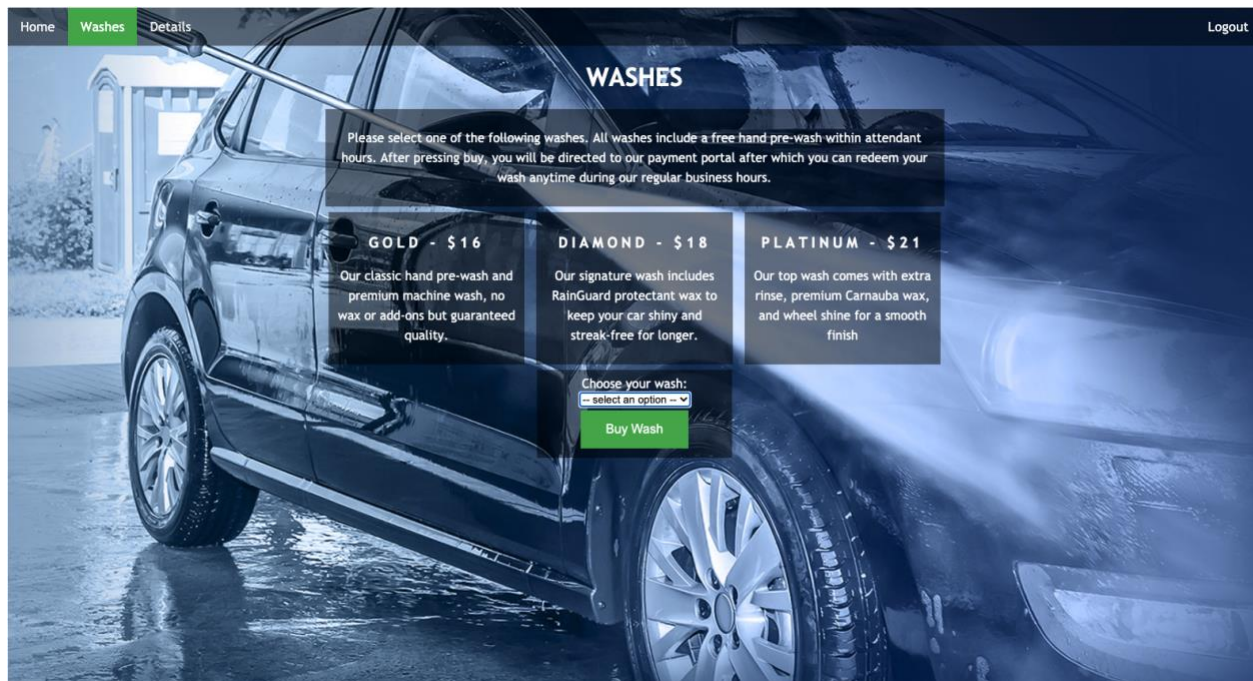 Home Washes Details Logout
WASHES
Please select one of the following washes. All washes include a free hand pre-wash within attendant
hours. After pressing buy, you will be directed to our payment portal after which you can redeem your
wash anytime during our regular business hours.
GOLD - $16
Our classic hand pre-wash and
premium machine wash, no
wax or add-ons but guaranteed
quality.
DIAMOND - $18
Our signature wash includes
RainGuard protectant wax to
keep your car shiny and
streak-free for longer.
PLATINUM - $21
Our top wash comes with extra
rinse, premium Carnauba wax,
and wheel shine for a smooth
finish
Choose your wash:
-- select an option --
Buy Wash